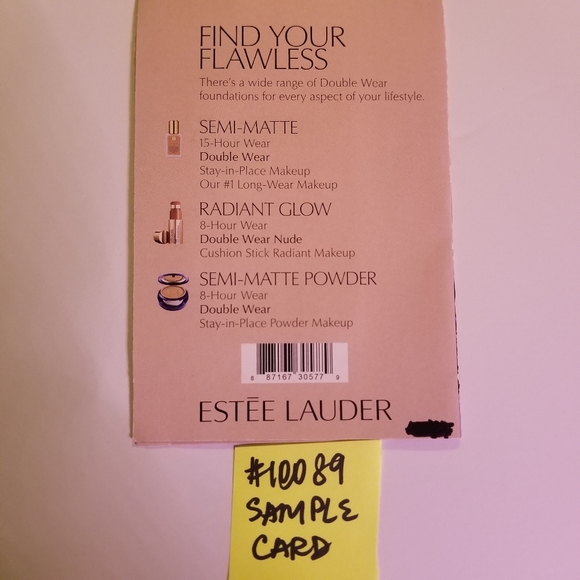 FIND YOUR
FLAWLESS
There's a wide range of Double Wear
foundations for every aspect of your lifestyle.
SEMI-MATTE
15-Hour Wear
Double Wear
Stay-in-Place Makeup
Our #1 Long-Wear Makeup
RADIANT GLOW
8-Hour Wear
Double Wear Nude
Cushion Stick Radiant Makeup
SEMI-MATTE POWDER
8-Hour Wear
Double Wear
Stay-in-Place Powder Makeup
8 87167 30577 9
ESTĒE LAUDER
#10089
SAMPLE
CARD